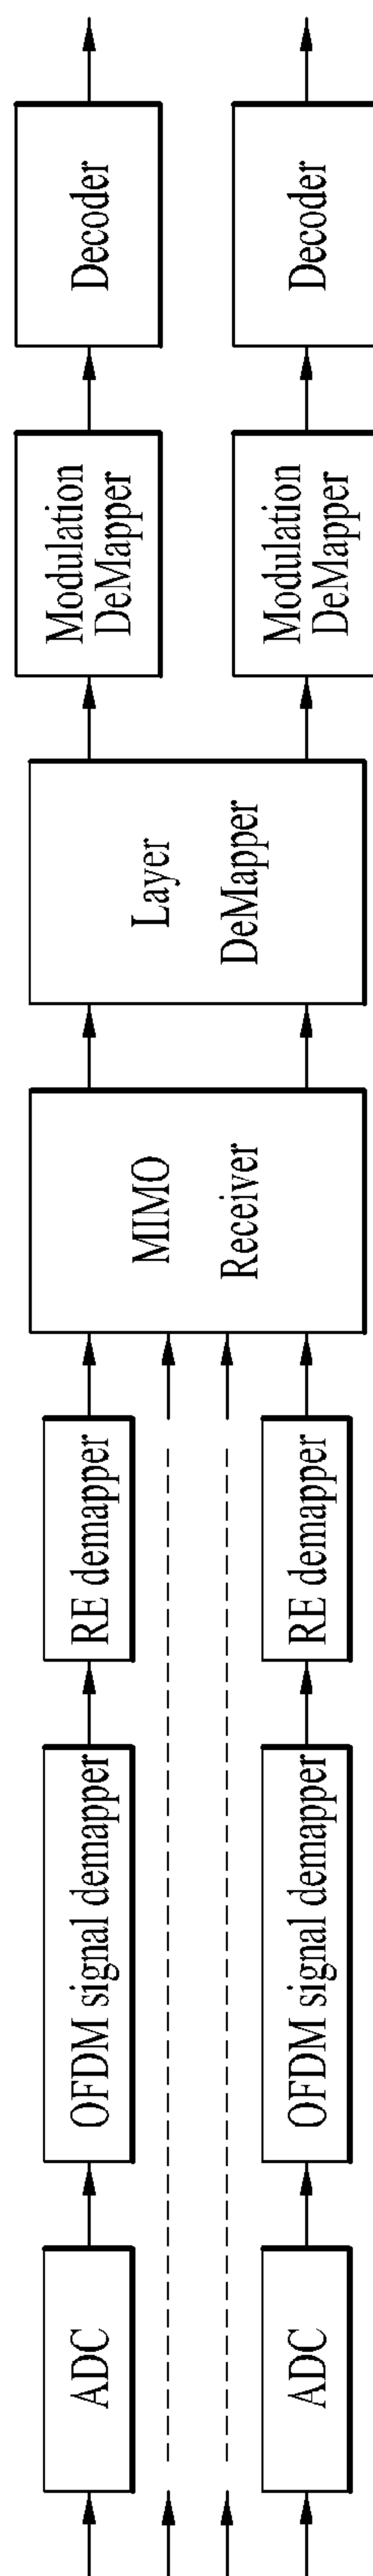 ADC
OFDM signal demapper
RE demapper
MIMO
Receiver
Layer
DeMapper
Modulation
DeMapper
Decoder
ADC
OFDM signal demapper
RE demapper
Modulation
DeMapper
Decoder